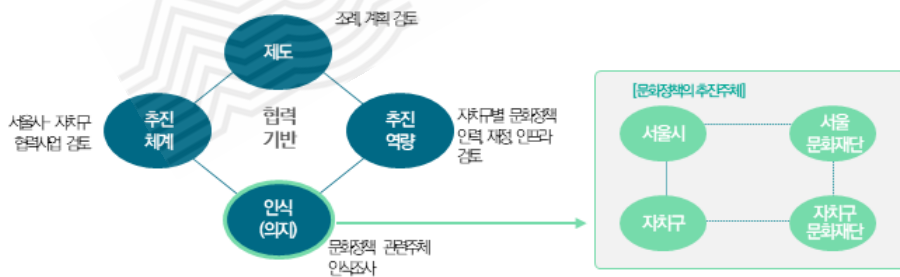 조례, 계획 검토
제도
서울시- 자치구
협력사업 검토
추진
체계
협력
기반
추진
역량
자치구별 문화정책
인력, 재정, 인프라
검토
인식
(의지)
문화정책 관련주체
인식조사
[문화정책의 추진주체]
서울시
서울
문화재단
자치구
자치구
문화재단